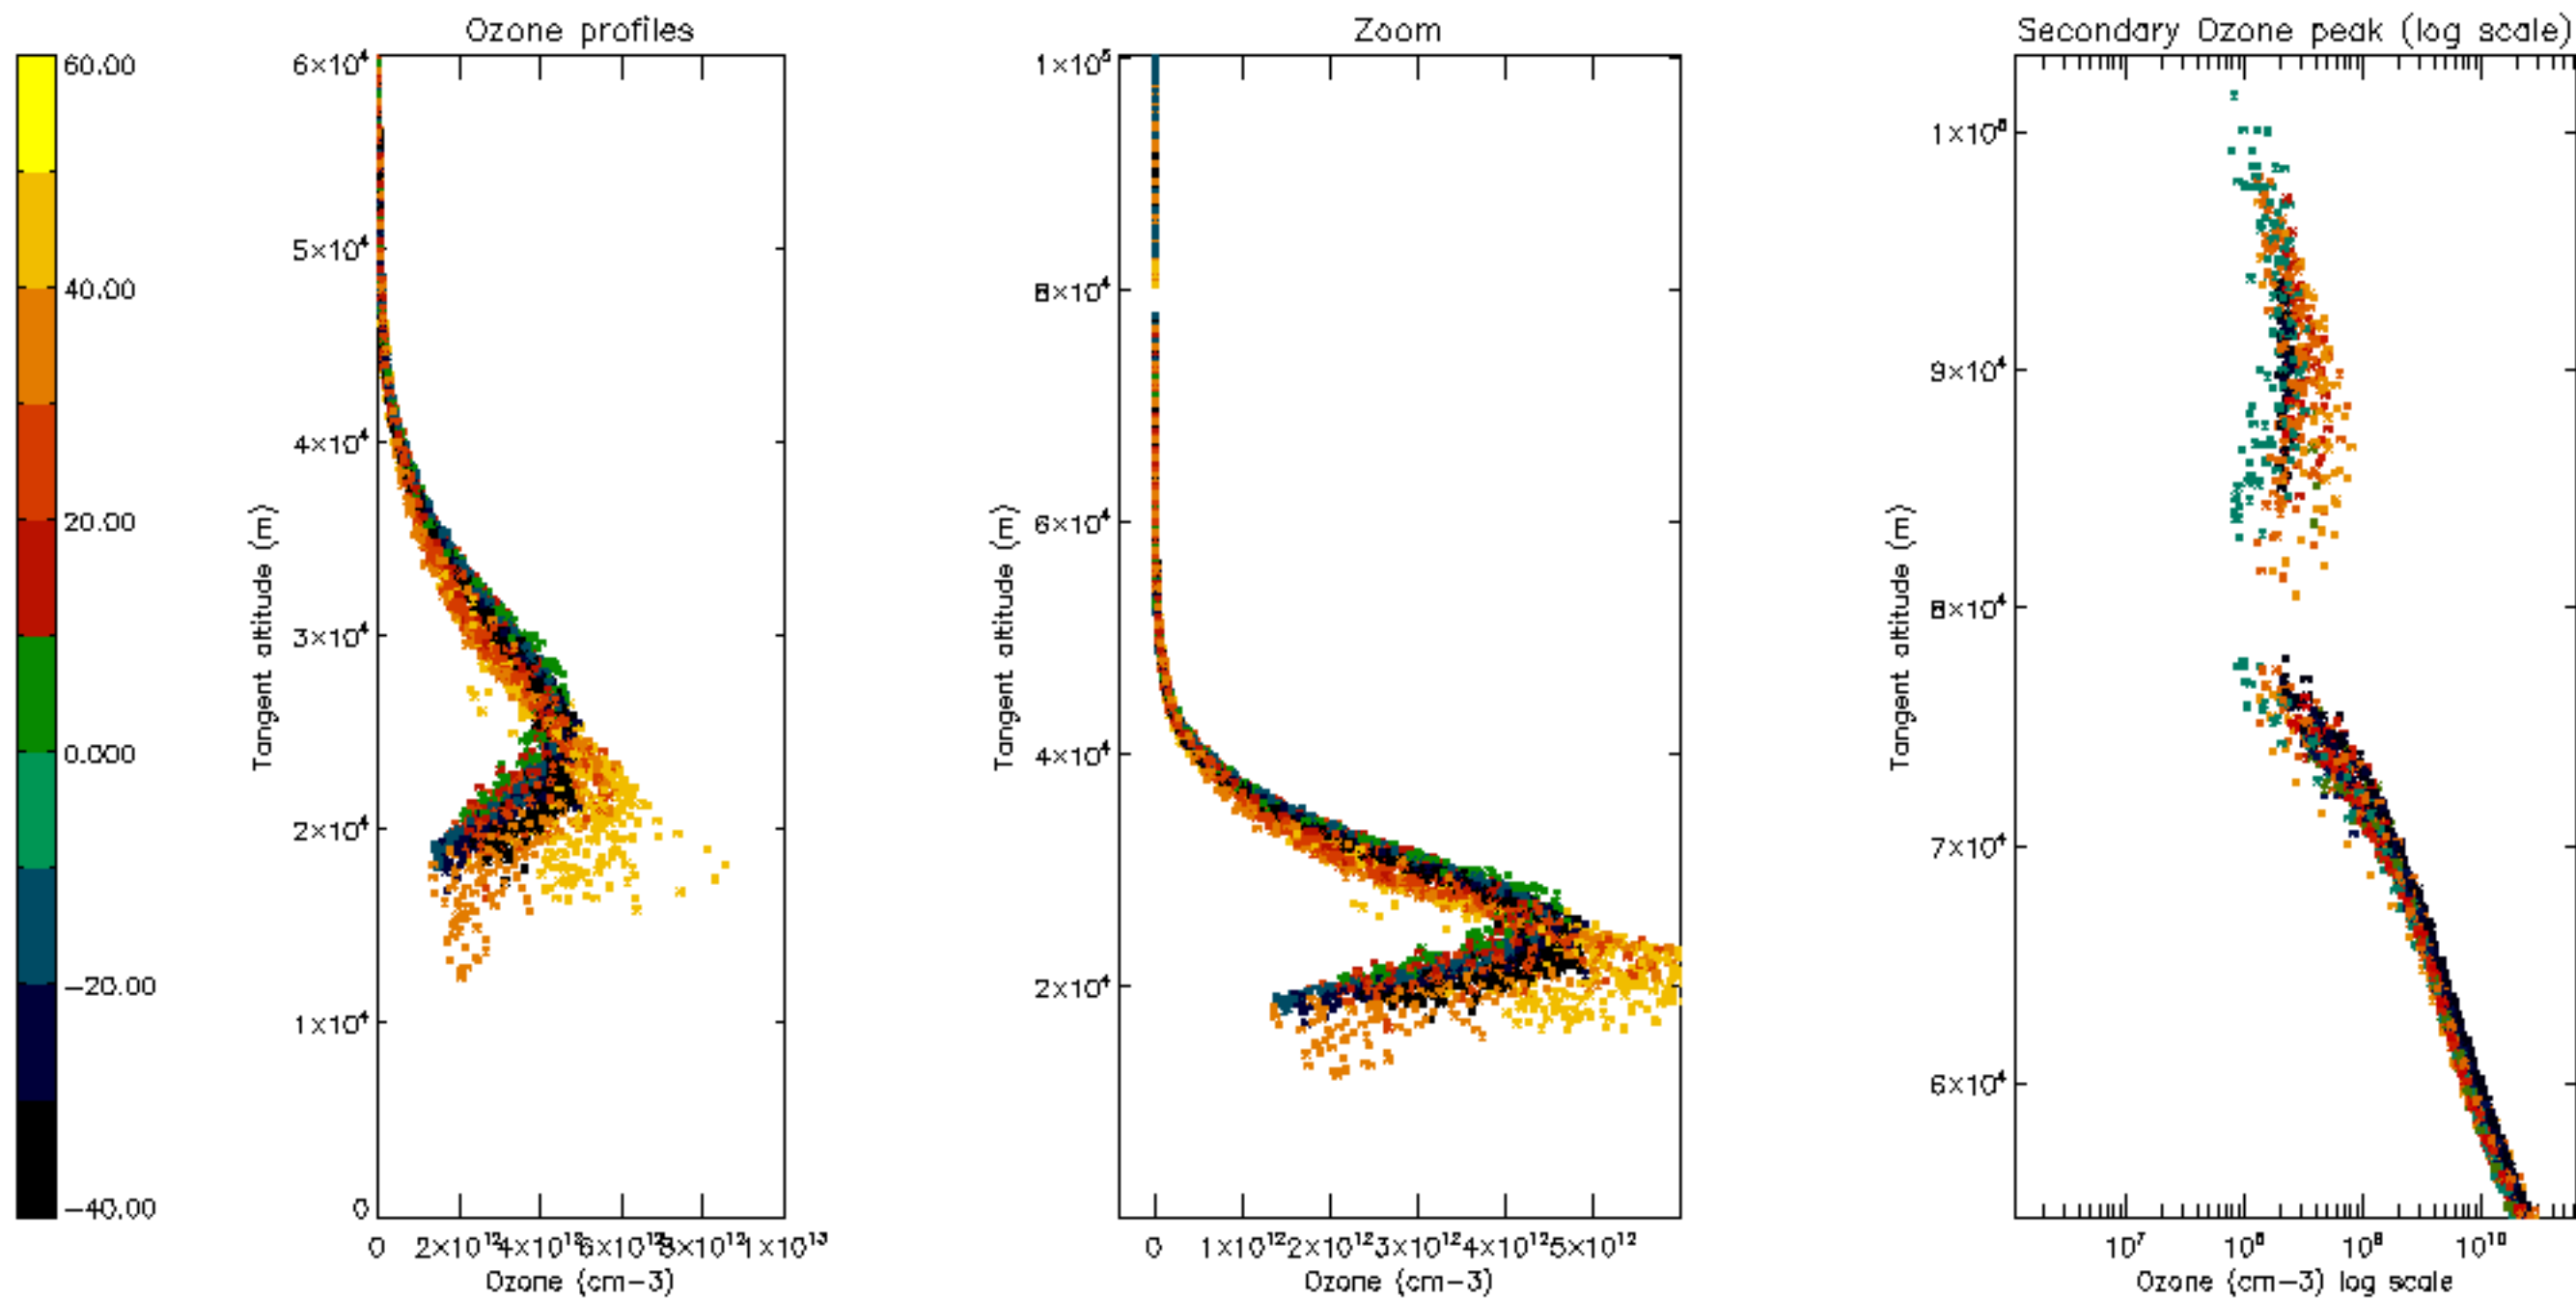 Ozone profiles
Zoom
Secondary Ozone peak (log scale)
60.00
40.00
20.00
0.000
−20.00
−40.00
6×10⁴
5×10⁴
4×10⁴
3×10⁴
2×10⁴
1×10⁴
0
Tangent altitude (m)
0 2×10¹² 4×10¹² 6×10¹² 8×10¹² 1×10¹³
Ozone (cm−3)
1×10⁵
8×10⁴
6×10⁴
4×10⁴
2×10⁴
Tangent altitude (m)
0 1×10¹² 2×10¹² 3×10¹² 4×10¹² 5×10¹²
Ozone (cm−3)
9×10⁴
8×10⁴
7×10⁴
6×10⁴
Tangent altitude (m)
10⁷ 10⁸ 10⁹ 10¹⁰
Ozone (cm−3) log scale